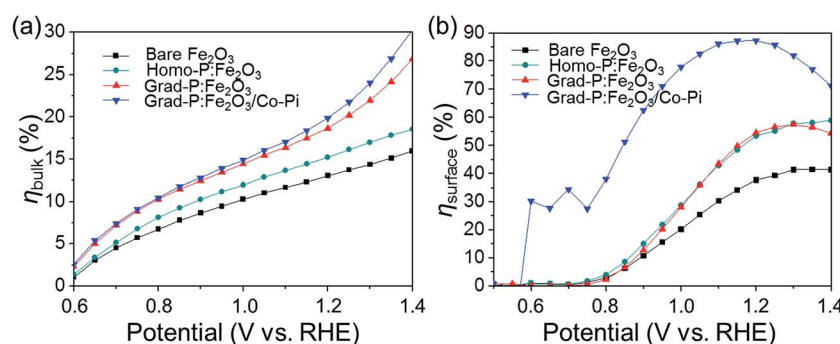 (a)
30
25
20
15
10
5
0
η_bulk (%)
Bare Fe₂O₃
Homo-P:Fe₂O₃
Grad-P:Fe₂O₃
Grad-P:Fe₂O₃/Co-Pi
0.6 0.8 1.0 1.2 1.4
Potential (V vs. RHE)
(b)
90
80
70
60
50
40
30
20
10
0
η_surface (%)
Bare Fe₂O₃
Homo-P:Fe₂O₃
Grad-P:Fe₂O₃
Grad-P:Fe₂O₃/Co-Pi
0.6 0.8 1.0 1.2 1.4
Potential (V vs. RHE)